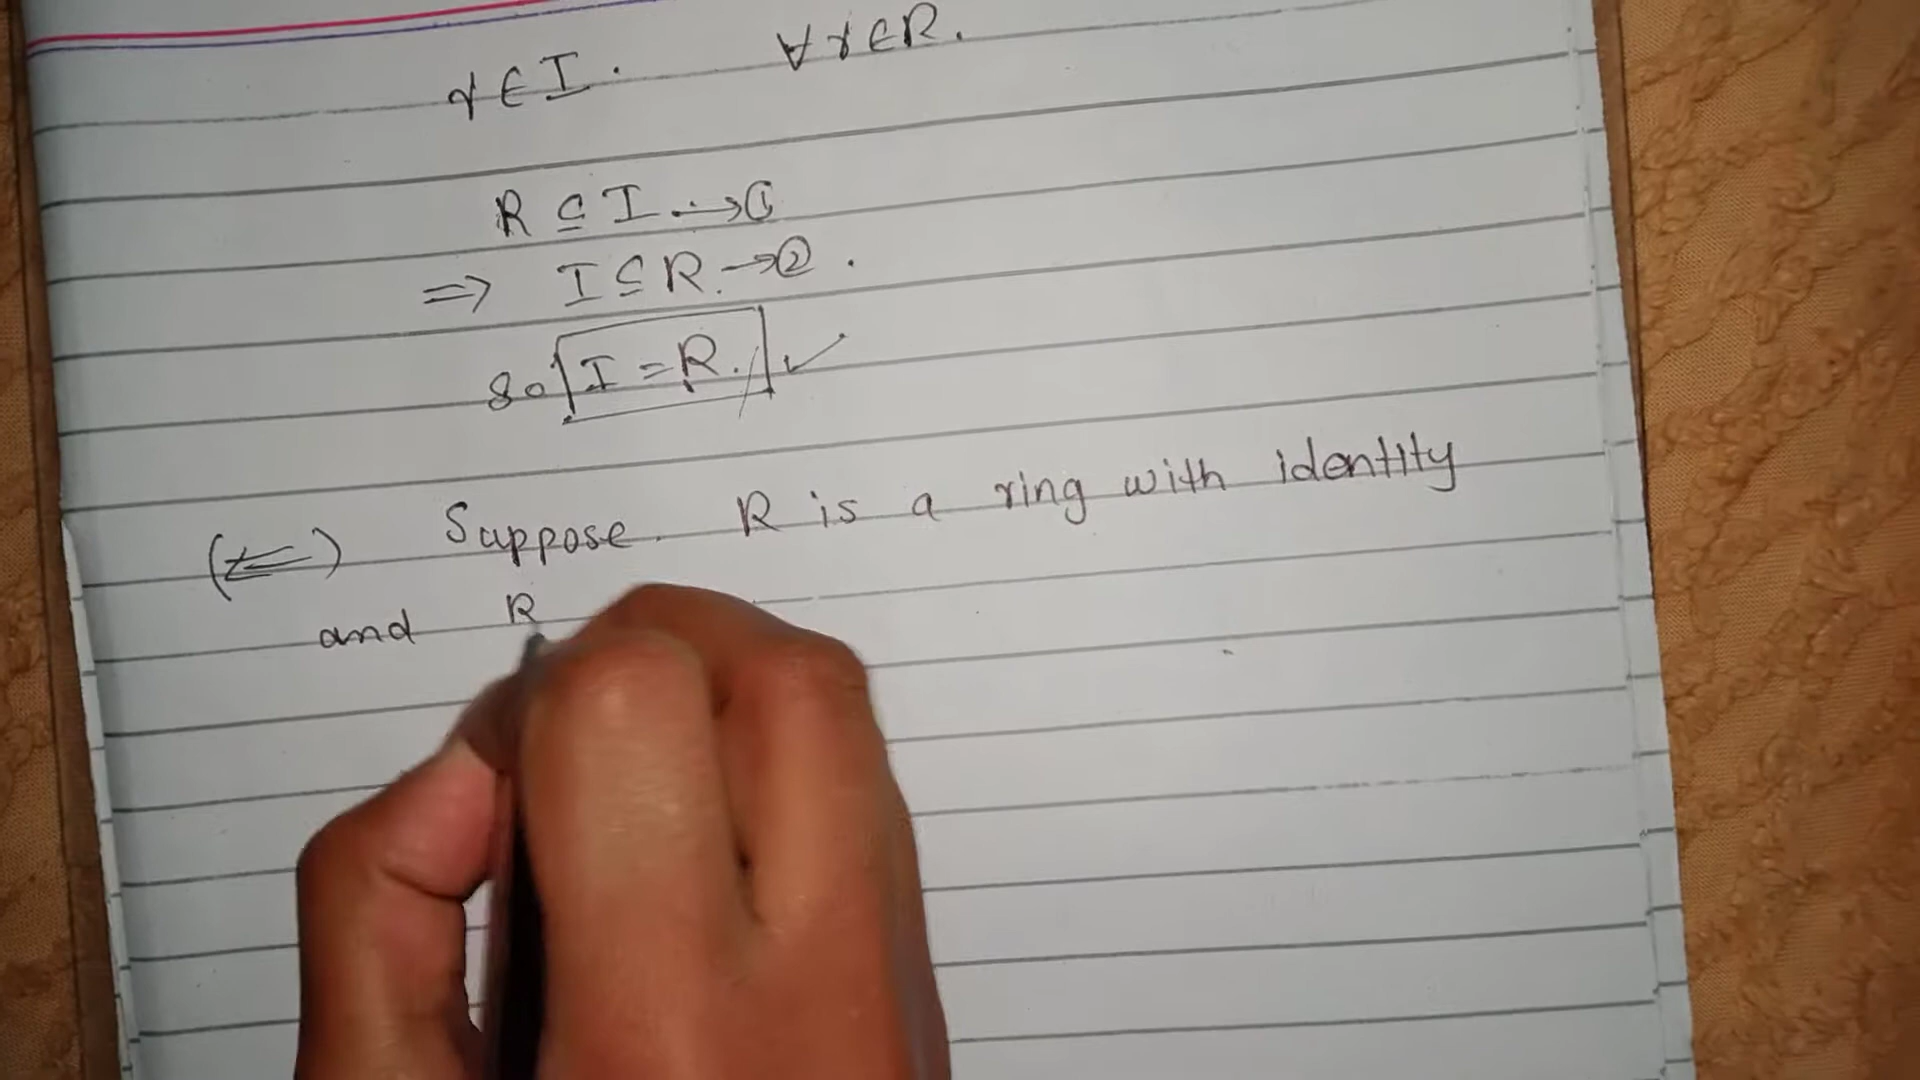 r ∈ I. ∀ r ∈ R.
R ⊆ I → ①
⇒ I ⊆ R. → ② .
So I = R. ✓
(⇐) Suppose. R is a ring with identity
and R